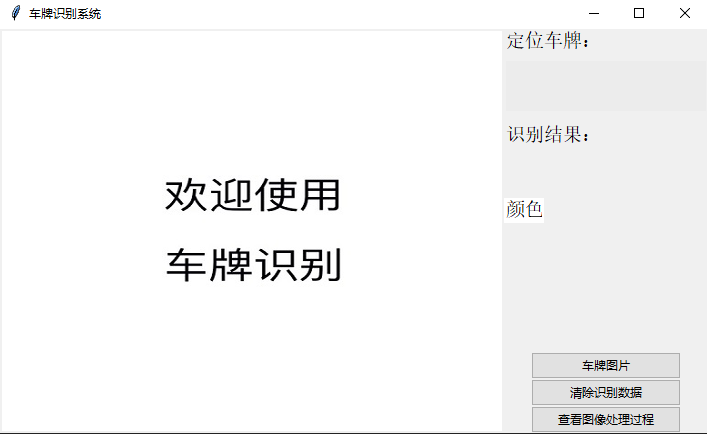 车牌识别系统
欢迎使用
车牌识别
定位车牌：
识别结果：
颜色
车牌图片
清除识别数据
查看图像处理过程